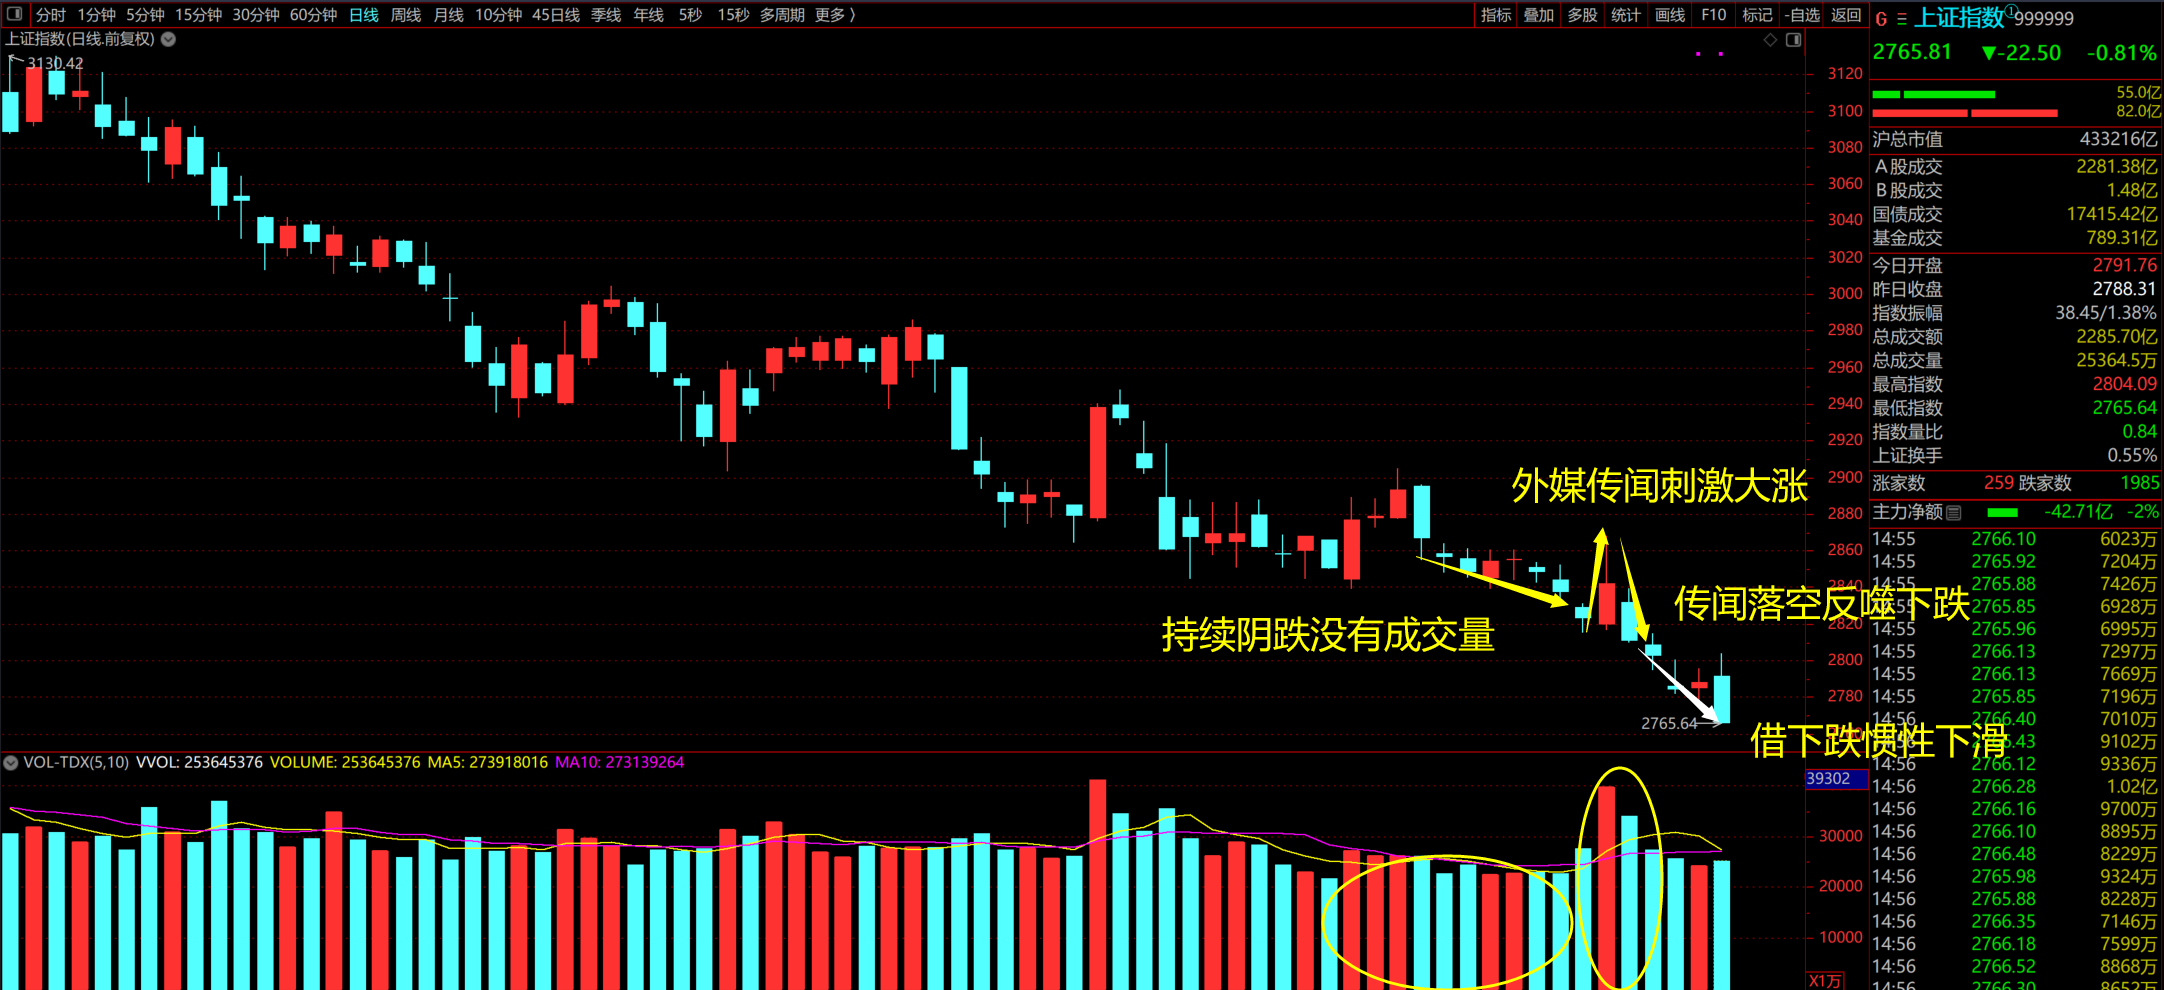 分时 1分钟 5分钟 15分钟 30分钟 60分钟 日线 周线 月线 10分钟 45日线 季线 年线 5秒 15秒 多周期 更多 〉
指标 叠加 多股 统计 画线 F10 标记 -自选 返回
G 三 上证指数① 999999
2765.81 ▼-22.50 -0.81%
上证指数(日线.前复权)
3130.42
3120
3100
3080
3060
3040
3020
3000
2980
2960
2940
2920
2900
2880
2860
2840
2820
2800
2780
外媒传闻刺激大涨
传闻落空反噬下跌
持续阴跌没有成交量
2765.64
借下跌惯性下滑
VOL-TDX(5,10) VVOL: 253645376 VOLUME: 253645376 MA5: 273918016 MA10: 273139264
39302
30000
20000
10000
X1万
55.0亿
82.0亿
沪总市值 433216亿
A股成交 2281.38亿
B股成交 1.48亿
国债成交 17415.42亿
基金成交 789.31亿
今日开盘 2791.76
昨日收盘 2788.31
指数振幅 38.45/1.38%
总成交额 2285.70亿
总成交量 25364.5万
最高指数 2804.09
最低指数 2765.64
指数量比 0.84
上证换手 0.55%
涨家数 259 跌家数 1985
主力净额 -42.71亿 -2%
14:55 2766.10 6023万
14:55 2765.92 7204万
14:55 2765.88 7426万
14:55 2765.85 6928万
14:55 2765.96 6995万
14:55 2766.13 7297万
14:55 2766.13 7669万
14:55 2765.85 7196万
14:56 2766.40 7010万
14:56 .43 9102万
14:56 2766.12 9336万
14:56 2766.28 1.02亿
14:56 2766.16 9700万
14:56 2766.10 8895万
14:56 2766.48 8229万
14:56 2765.98 9324万
14:56 2765.88 8228万
14:56 2766.35 7146万
14:56 2766.18 7599万
14:56 2766.52 8868万
14:56 2766.30 8652万